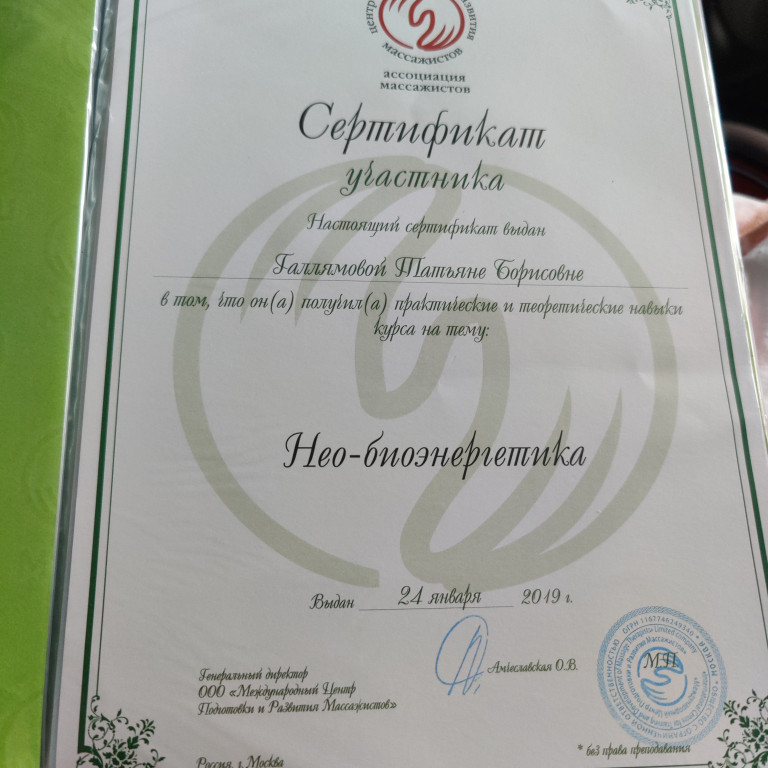 центр
развития
массажистов
ассоциация
массажистов
Сертификат
участника
Настоящий сертификат выдан
Галлямовой Татьяне Борисовне
в том, что он(а) получил(а) практические и теоретические навыки
курса на тему:
Нео-биоэнергетика
Выдан 24 января 2019 г.
Амчеславская О.В.
Генеральный директор
ООО «Международный Центр
Подготовки и Развития Массажистов»
МП
* без права преподавания
Россия, г. Москва